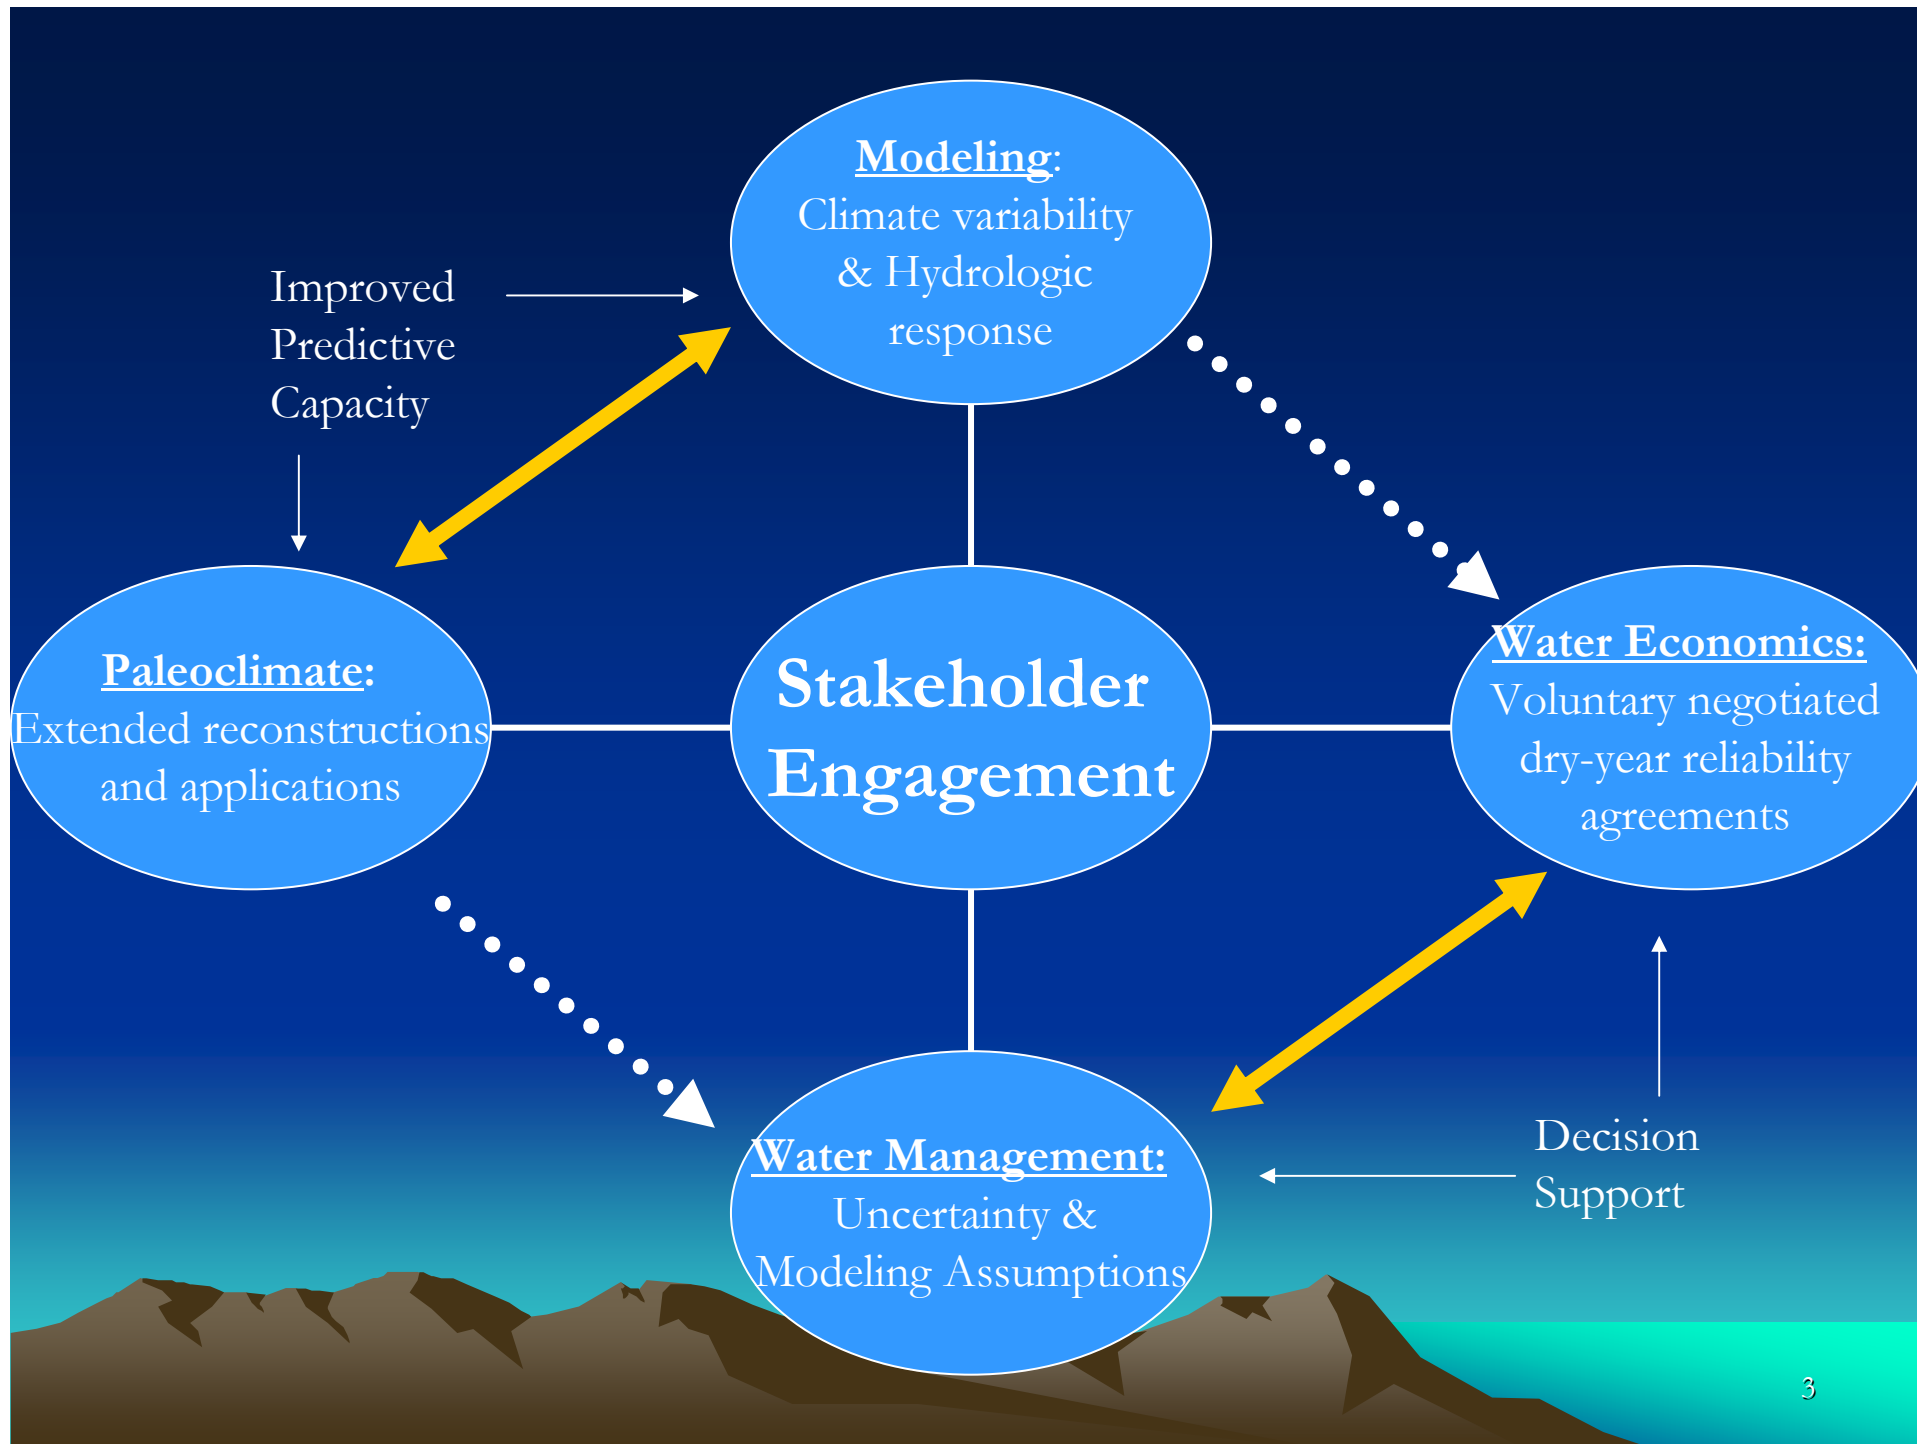 Modeling:
Climate variability
& Hydrologic
response
Improved
Predictive
Capacity
Paleoclimate:
Extended reconstructions
and applications
Stakeholder
Engagement
Water Economics:
Voluntary negotiated
dry-year reliability
agreements
Water Management:
Uncertainty &
Modeling Assumptions
Decision
Support
3